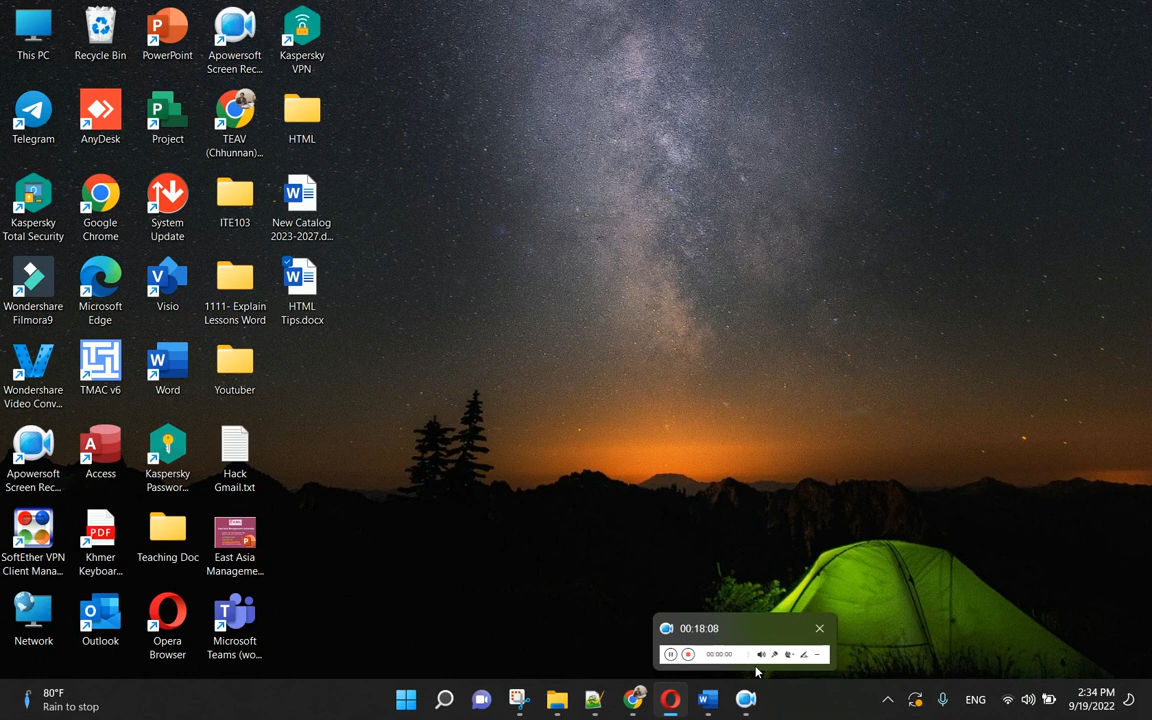 This PC
Recycle Bin
PowerPoint
Apowersoft
Screen Rec...
Kaspersky
VPN
Telegram
AnyDesk
Project
TEAV
(Chhunnan)...
HTML
Kaspersky
Total Security
Google
Chrome
System
Update
ITE103
New Catalog
2023-2027.d...
Wondershare
Filmora9
Microsoft
Edge
Visio
1111- Explain
Lessons Word
HTML
Tips.docx
Wondershare
Video Conv...
TMAC v6
Word
Youtuber
Apowersoft
Screen Rec...
Access
Kaspersky
Passwor...
Hack
Gmail.txt
SoftEther VPN
Client Mana...
PDF
Khmer
Keyboar...
Teaching Doc
East Asia
Manageme...
Network
Outlook
Opera
Browser
Microsoft
Teams (wo...
00:18:08
00:00:00
80°F
Rain to stop
ENG
2:34 PM
9/19/2022